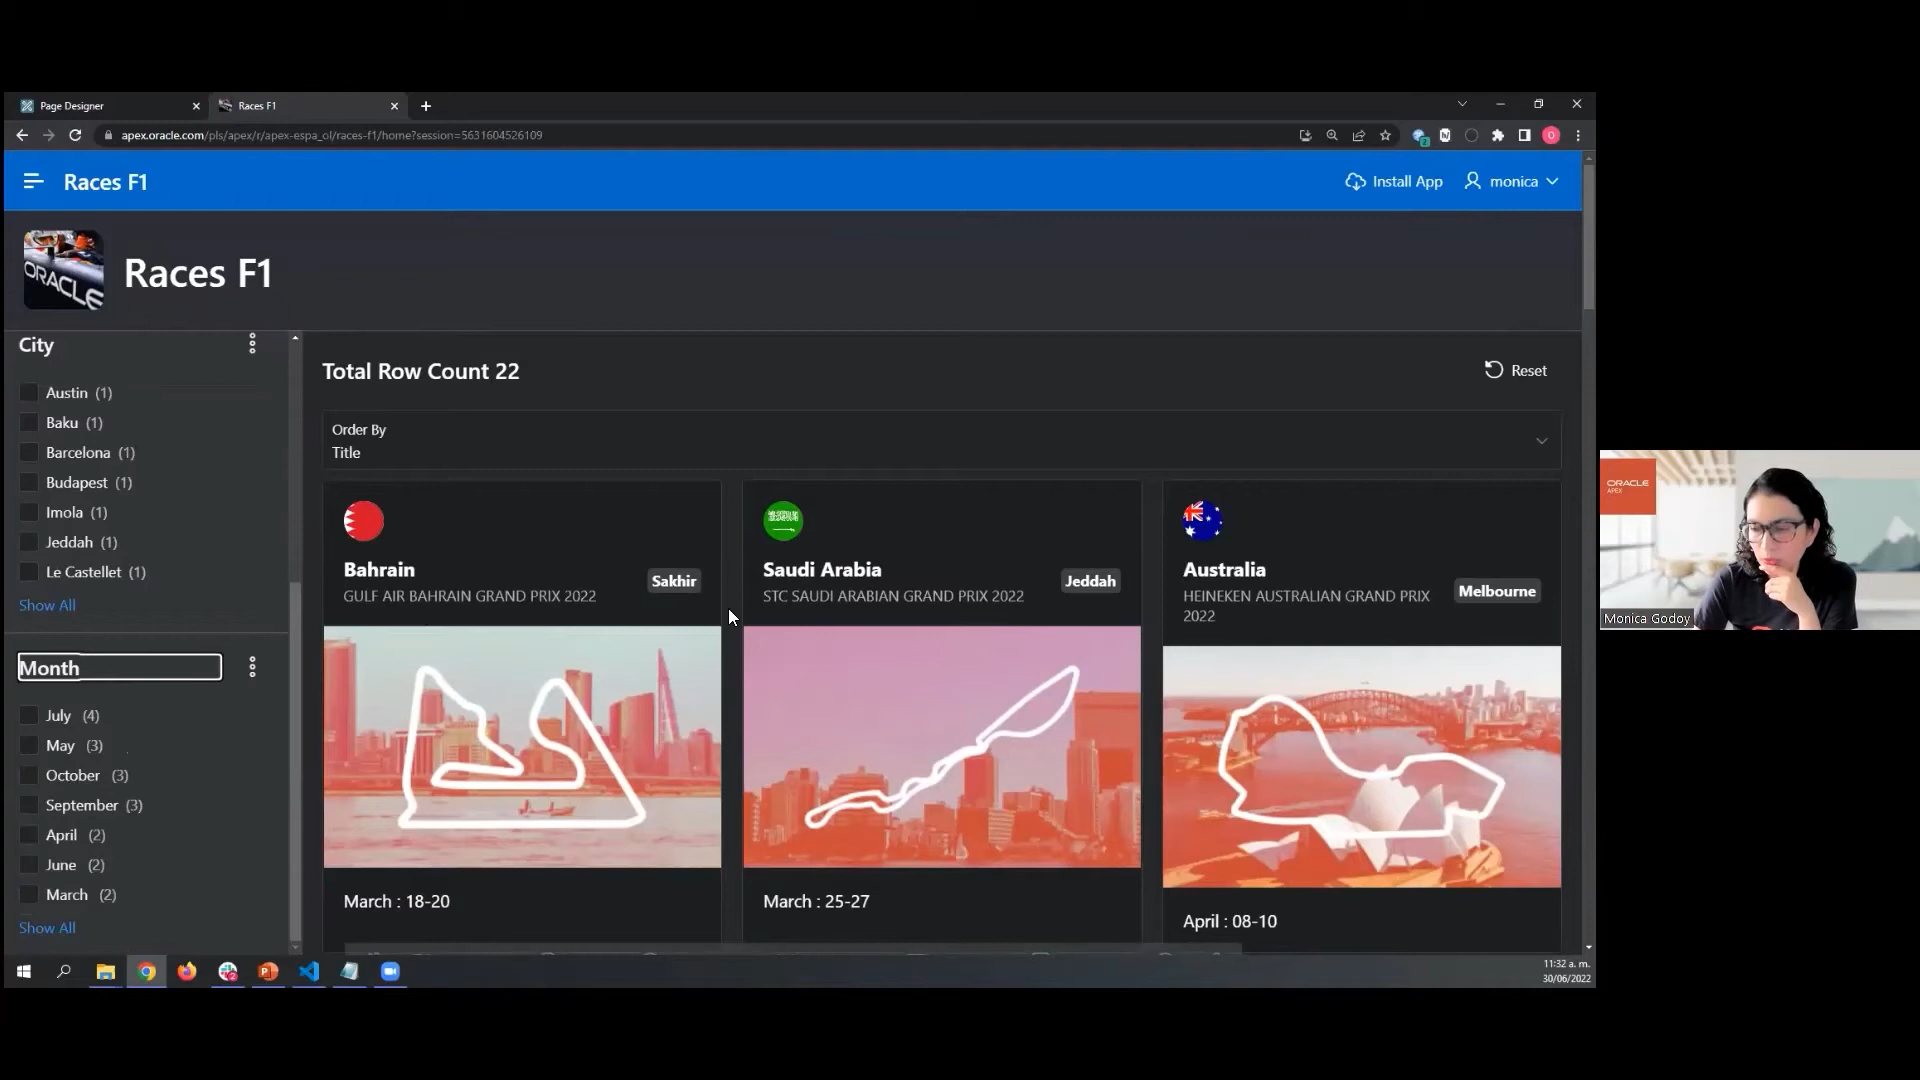 Page Designer
Races F1
apex.oracle.com/pls/apex/r/apex-espa_ol/races-f1/home?session=5631604526109
Races F1
Install App
monica
ORACLE
Races F1
City
Austin (1)
Baku (1)
Barcelona (1)
Budapest (1)
Imola (1)
Jeddah (1)
Le Castellet (1)
Show All
Month
July (4)
May (3)
October (3)
September (3)
April (2)
June (2)
March (2)
Show All
Total Row Count 22
Reset
Order By
Title
Bahrain
GULF AIR BAHRAIN GRAND PRIX 2022
Sakhir
March : 18-20
Saudi Arabia
STC SAUDI ARABIAN GRAND PRIX 2022
Jeddah
March : 25-27
Australia
HEINEKEN AUSTRALIAN GRAND PRIX
2022
Melbourne
April : 08-10
11:32 a. m.
30/06/2022
ORACLE
APEX
Monica Godoy